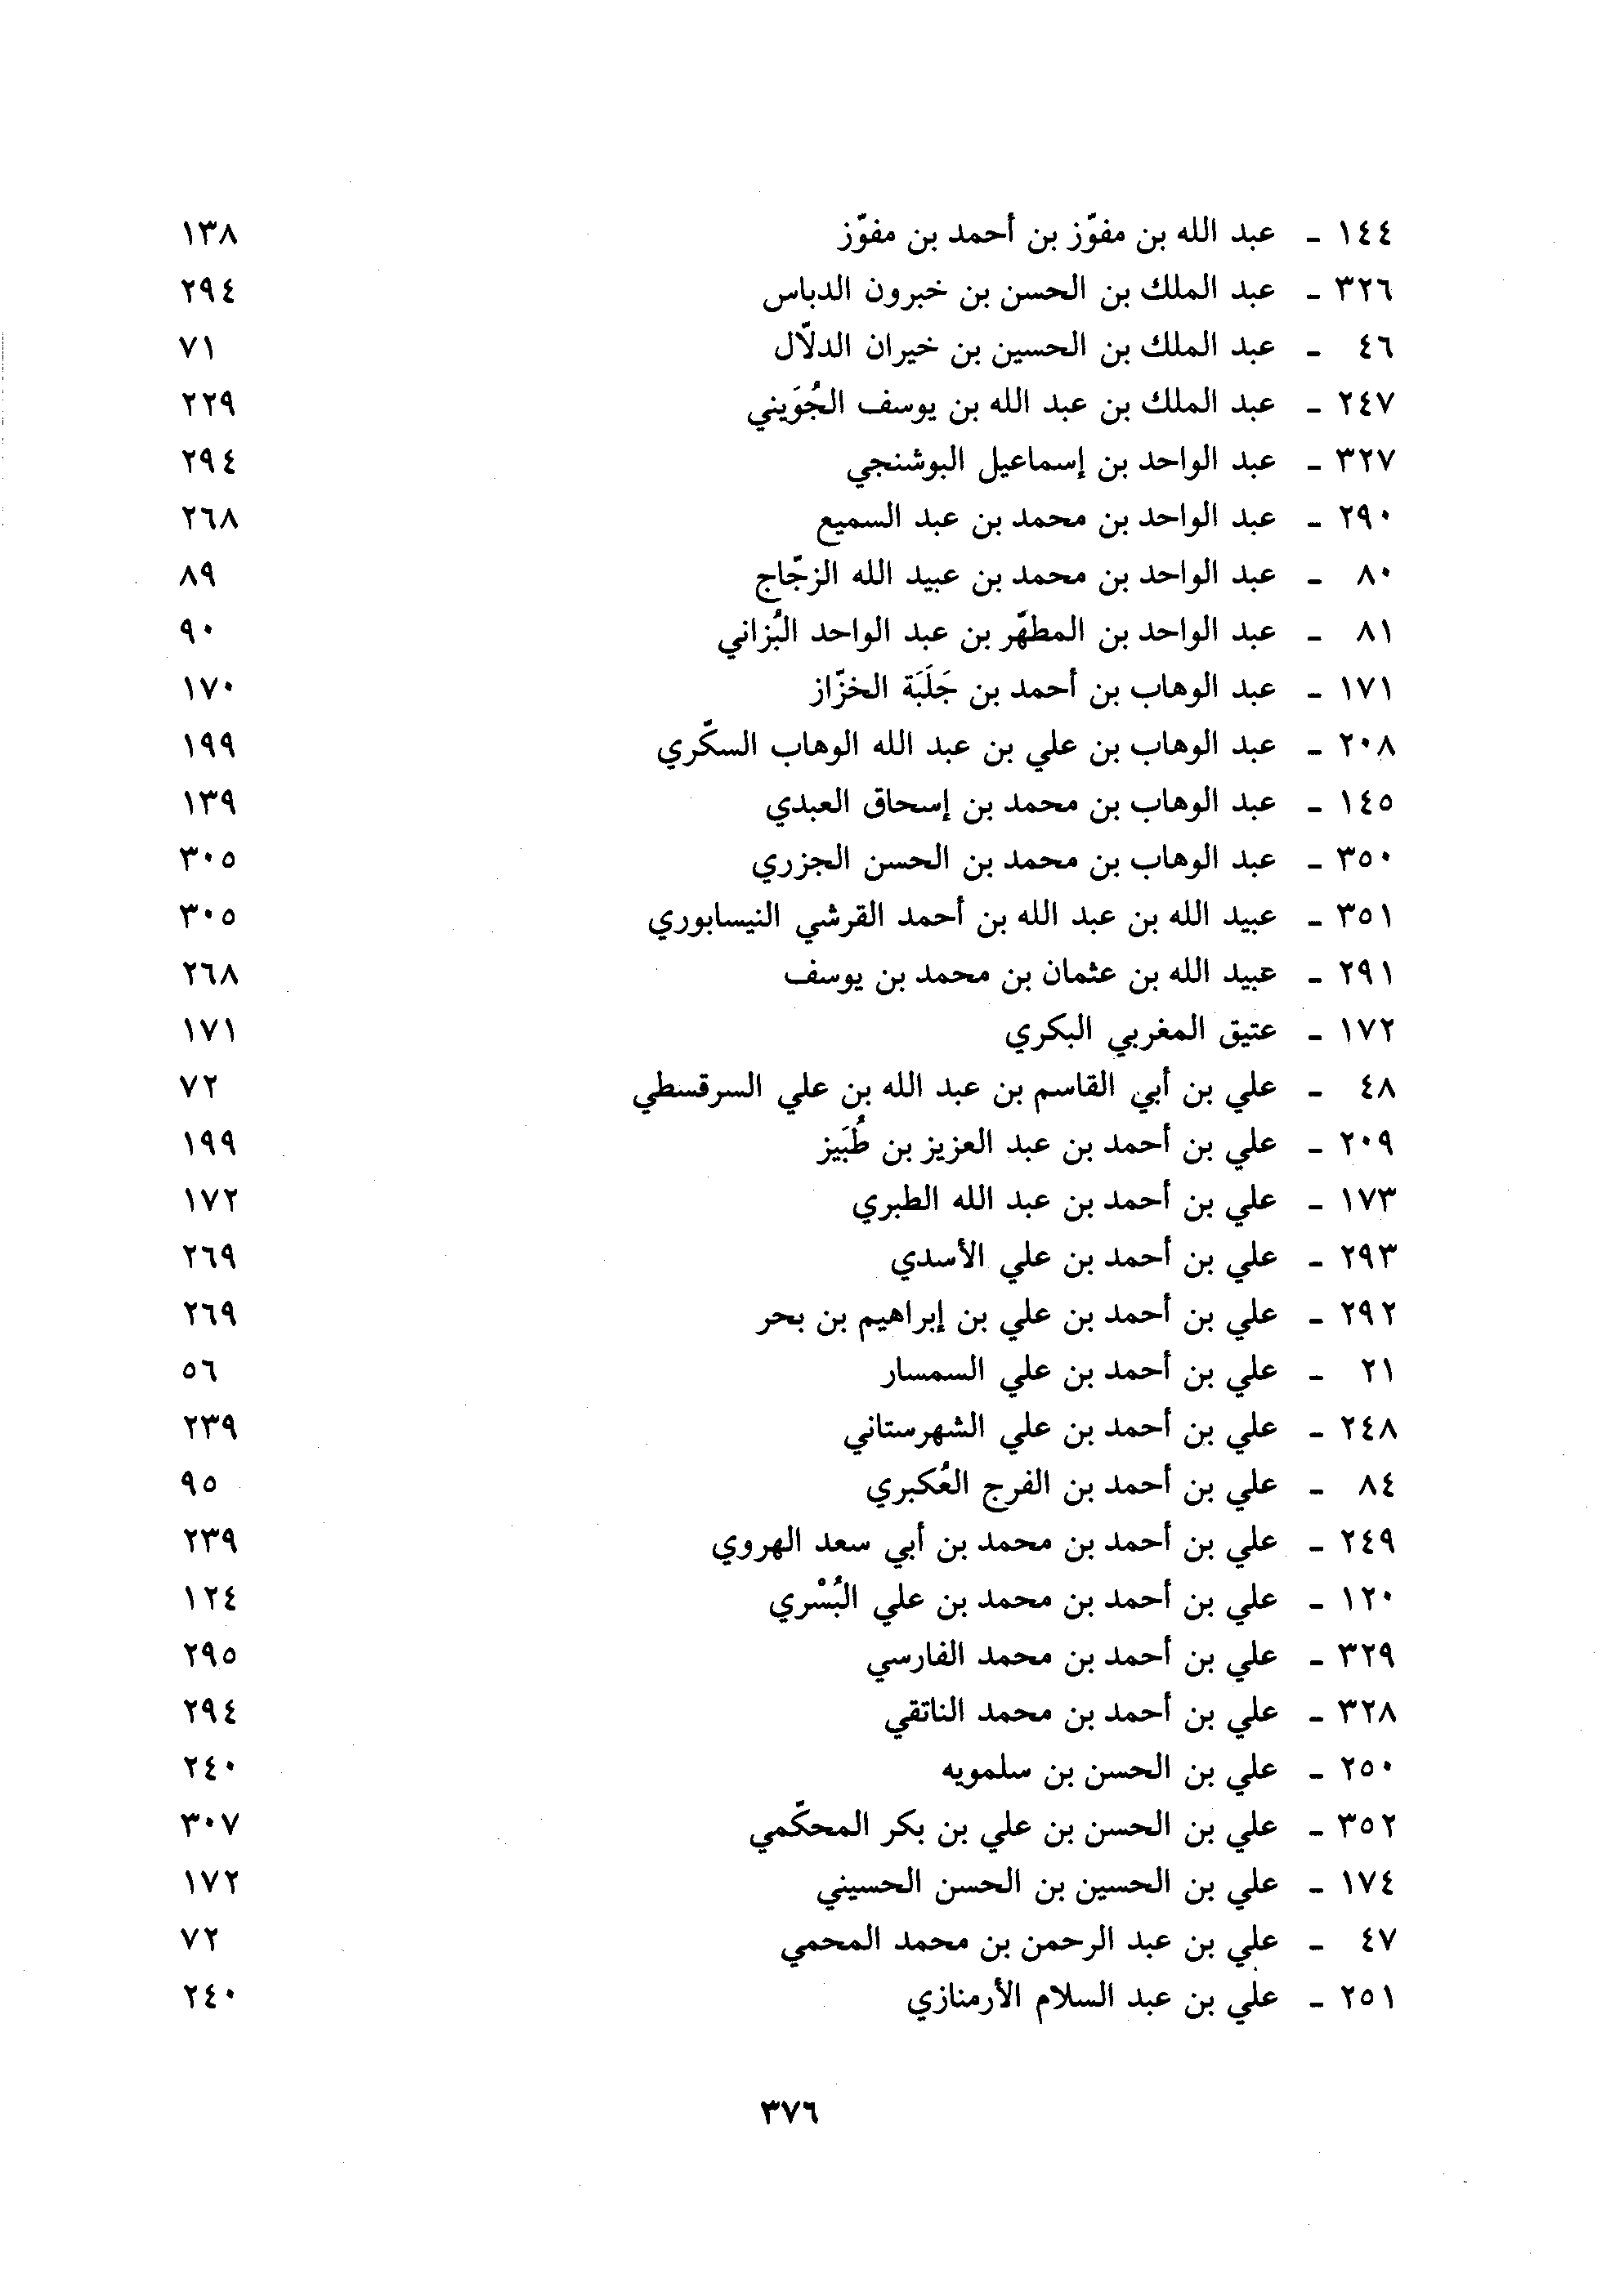 ١٤٤ - عبد الله بن مفوّز بن أحمد بن مفوّز ١٣٨
٣٢٦ - عبد الملك بن الحسن بن خبرون الدباس ٢٩٤
٤٦ - عبد الملك بن الحسين بن خيران الدلّال ٧١
٢٤٧ - عبد الملك بن عبد الله بن يوسف الجُوَيني ٢٢٩
٣٢٧ - عبد الواحد بن إسماعيل البوشنجي ٢٩٤
٢٩٠ - عبد الواحد بن محمد بن عبد السميع ٢٦٨
٨٠ - عبد الواحد بن محمد بن عبيد الله الزجّاج ٨٩
٨١ - عبد الواحد بن المطهّر بن عبد الواحد البُزاني ٩٠
١٧١ - عبد الوهاب بن أحمد بن جَلَبَة الخزّاز ١٧٠
٢٠٨ - عبد الوهاب بن علي بن عبد الله الوهاب السكّري ١٩٩
١٤٥ - عبد الوهاب بن محمد بن إسحاق العبدي ١٣٩
٣٥٠ - عبد الوهاب بن محمد بن الحسن الجزري ٣٠٥
٣٥١ - عبيد الله بن عبد الله بن أحمد القرشي النيسابوري ٣٠٥
٢٩١ - عبيد الله بن عثمان بن محمد بن يوسف ٢٦٨
١٧٢ - عتيق المغربي البكري ١٧١
٤٨ - علي بن أبي القاسم بن عبد الله بن علي السرقسطي ٧٢
٢٠٩ - علي بن أحمد بن عبد العزيز بن طُبَيز ١٩٩
١٧٣ - علي بن أحمد بن عبد الله الطبري ١٧٢
٢٩٣ - علي بن أحمد بن علي الأسدي ٢٦٩
٢٩٢ - علي بن أحمد بن علي بن إبراهيم بن بحر ٢٦٩
٢١ - علي بن أحمد بن علي السمسار ٥٦
٢٤٨ - علي بن أحمد بن علي الشهرستاني ٢٣٩
٨٤ - علي بن أحمد بن الفرج العُكبري ٩٥
٢٤٩ - علي بن أحمد بن محمد بن أبي سعد الهروي ٢٣٩
١٢٠ - علي بن أحمد بن محمد بن علي البُسْري ١٢٤
٣٢٩ - علي بن أحمد بن محمد الفارسي ٢٩٥
٣٢٨ - علي بن أحمد بن محمد الناتقي ٢٩٤
٢٥٠ - علي بن الحسن بن سلمويه ٢٤٠
٣٥٢ - علي بن الحسن بن علي بن بكر المحكّمي ٣٠٧
١٧٤ - علي بن الحسين بن الحسن الحسيني ١٧٢
٤٧ - علي بن عبد الرحمن بن محمد المحمي ٧٢
٢٥١ - علي بن عبد السلام الأرمنازي ٢٤٠
٣٧٦